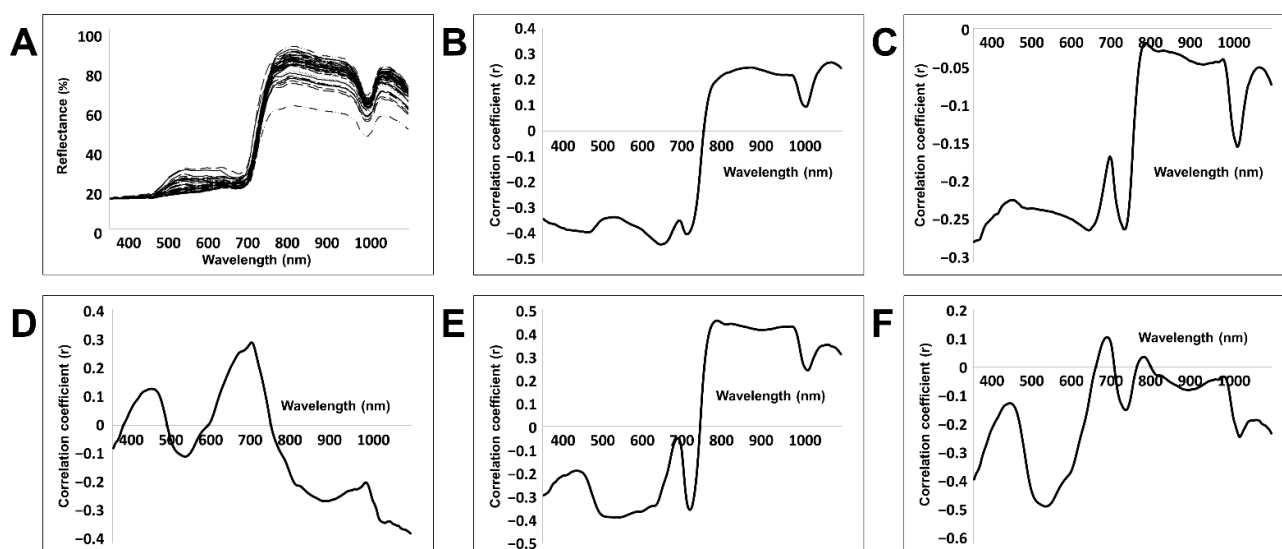 A
Reflectance (%)
100
80
60
40
20
0
400 500 600 700 800 900 1000
Wavelength (nm)
B
Correlation coefficient (r)
0.4
0.3
0.2
0.1
0
−0.1
−0.2
−0.3
−0.4
−0.5
400 500 600 700 800 900 1000
Wavelength (nm)
C
Correlation coefficient (r)
0
−0.05
−0.1
−0.15
−0.2
−0.25
−0.3
400 500 600 700 800 900 1000
Wavelength (nm)
D
Correlation coefficient (r)
0.4
0.3
0.2
0.1
0
−0.1
−0.2
−0.3
−0.4
400 500 600 700 800 900 1000
Wavelength (nm)
E
Correlation coefficient (r)
0.5
0.4
0.3
0.2
0.1
0.0
−0.1
−0.2
−0.3
−0.4
−0.5
400 500 600 700 800 900 1000
Wavelength (nm)
F
Correlation coefficient (r)
0.2
0.1
0
−0.1
−0.2
−0.3
−0.4
−0.5
−0.6
400 500 600 700 800 900 1000
Wavelength (nm)